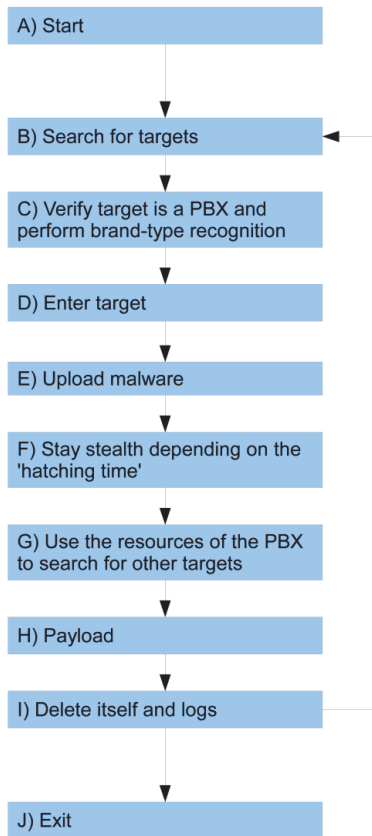 A) Start
B) Search for targets
C) Verify target is a PBX and
perform brand-type recognition
D) Enter target
E) Upload malware
F) Stay stealth depending on the
'hatching time'
G) Use the resources of the PBX
to search for other targets
H) Payload
I) Delete itself and logs
J) Exit